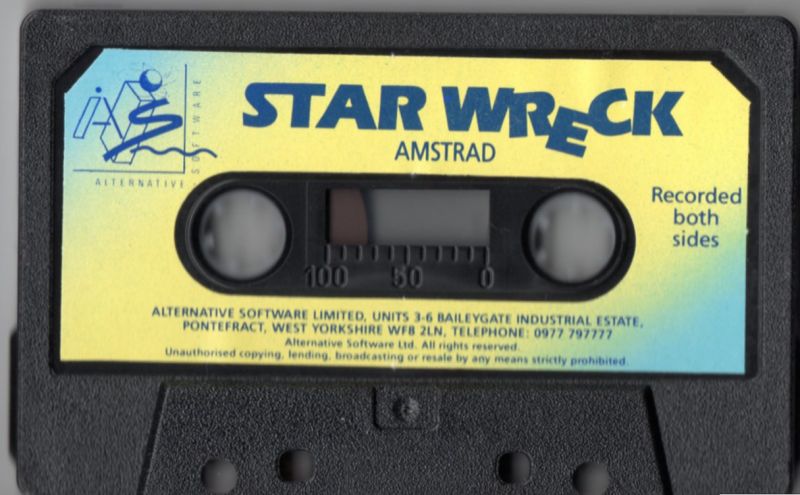 STAR WRECK
AMSTRAD
ALTERNATIVE
SOFTWARE
Recorded
both
sides
100 50 0
ALTERNATIVE SOFTWARE LIMITED, UNITS 3-6 BAILEYGATE INDUSTRIAL ESTATE,
PONTEFRACT, WEST YORKSHIRE WF8 2LN, TELEPHONE: 0977 797777
Alternative Software Ltd. All rights reserved.
Unauthorised copying, lending, broadcasting or resale by any means strictly prohibited.